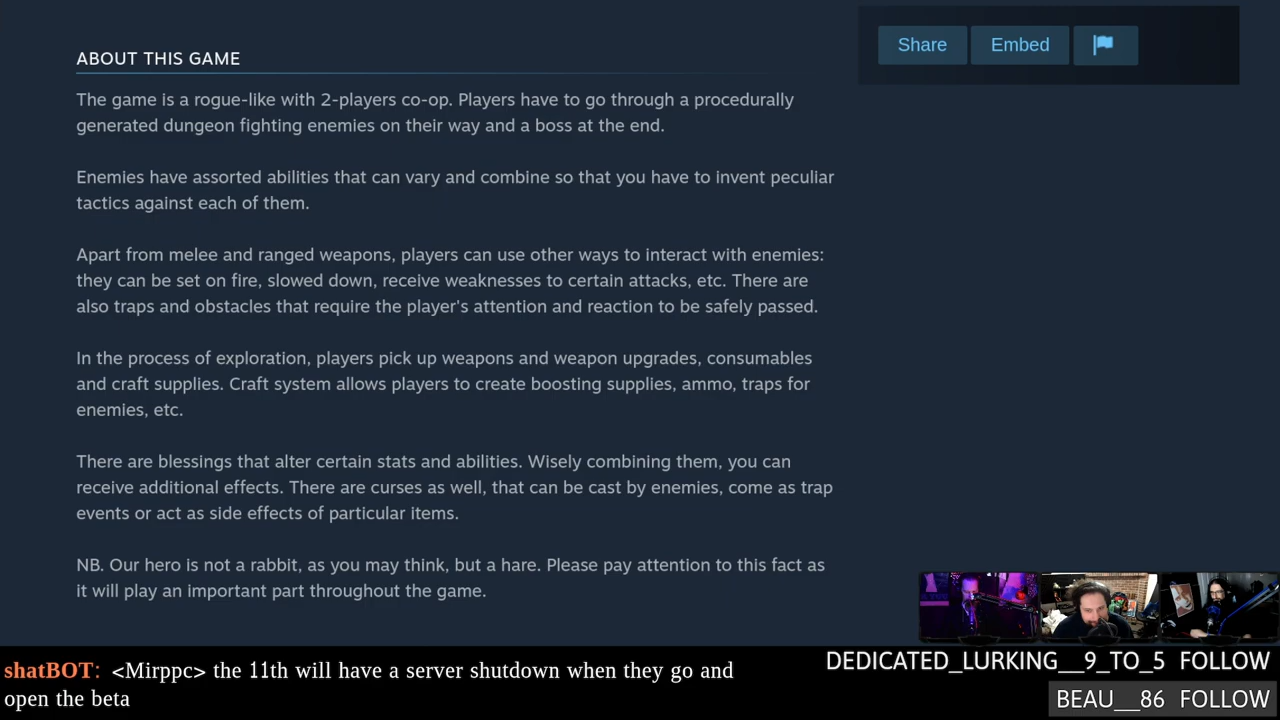 Share Embed
ABOUT THIS GAME
The game is a rogue-like with 2-players co-op. Players have to go through a procedurally
generated dungeon fighting enemies on their way and a boss at the end.
Enemies have assorted abilities that can vary and combine so that you have to invent peculiar
tactics against each of them.
Apart from melee and ranged weapons, players can use other ways to interact with enemies:
they can be set on fire, slowed down, receive weaknesses to certain attacks, etc. There are
also traps and obstacles that require the player's attention and reaction to be safely passed.
In the process of exploration, players pick up weapons and weapon upgrades, consumables
and craft supplies. Craft system allows players to create boosting supplies, ammo, traps for
enemies, etc.
There are blessings that alter certain stats and abilities. Wisely combining them, you can
receive additional effects. There are curses as well, that can be cast by enemies, come as trap
events or act as side effects of particular items.
NB. Our hero is not a rabbit, as you may think, but a hare. Please pay attention to this fact as
it will play an important part throughout the game.
shatBOT: <Mirppc> the 11th will have a server shutdown when they go and
open the beta
DEDICATED_LURKING__9_TO_5 FOLLOW
BEAU__86 FOLLOW